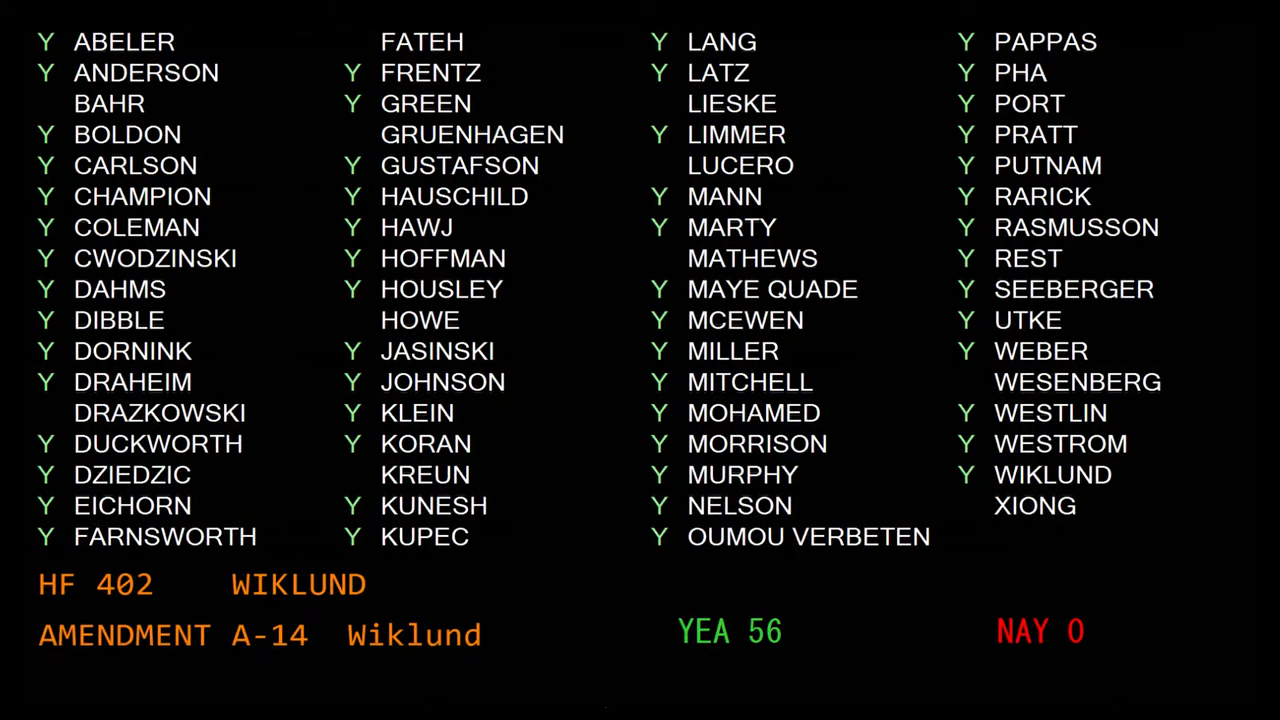 Y ABELER FATEH Y LANG Y PAPPAS
Y ANDERSON Y FRENTZ Y LATZ Y PHA
BAHR Y GREEN LIESKE Y PORT
Y BOLDON GRUENHAGEN Y LIMMER Y PRATT
Y CARLSON Y GUSTAFSON LUCERO Y PUTNAM
Y CHAMPION Y HAUSCHILD Y MANN Y RARICK
Y COLEMAN Y HAWJ Y MARTY Y RASMUSSON
Y CWODZINSKI Y HOFFMAN MATHEWS Y REST
Y DAHMS Y HOUSLEY Y MAYE QUADE Y SEEBERGER
Y DIBBLE HOWE Y MCEWEN Y UTKE
Y DORNINK Y JASINSKI Y MILLER Y WEBER
Y DRAHEIM Y JOHNSON Y MITCHELL WESENBERG
DRAZKOWSKI Y KLEIN Y MOHAMED Y WESTLIN
Y DUCKWORTH Y KORAN Y MORRISON Y WESTROM
Y DZIEDZIC KREUN Y MURPHY Y WIKLUND
Y EICHORN Y KUNESH Y NELSON XIONG
Y FARNSWORTH Y KUPEC Y OUMOU VERBETEN
HF 402 WIKLUND
AMENDMENT A-14 Wiklund YEA 56 NAY 0